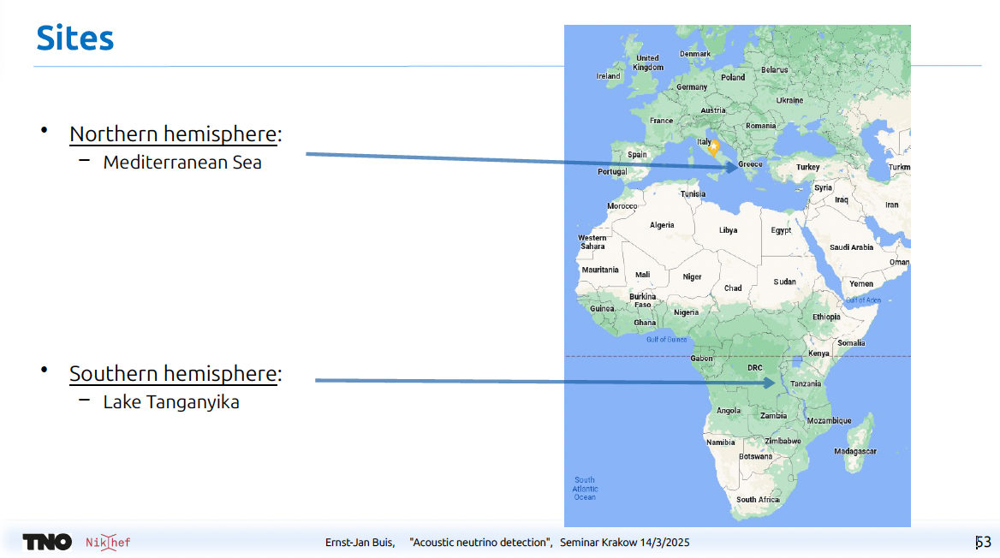 Sites
• Northern hemisphere:
– Mediterranean Sea
• Southern hemisphere:
– Lake Tanganyika
United
Kingdom
Denmark
Ireland
Belarus
Poland
Germany
Ukraine
Austria
France
Romania
Italy
Spain
Greece
Portugal
Turkey
Turkm
Syria
Tunisia
Iraq
Iran
Morocco
Algeria
Libya
Egypt
Western
Sahara
Saudi Arabia
Oman
Mauritania
Mali
Niger
Chad
Sudan
Yemen
Gulf of Aden
Burkina
Faso
Guinea
Nigeria
Ghana
Ethiopia
Gulf of Guinea
Somalia
Kenya
Gabon
DRC
Tanzania
Angola
Zambia
Mozambique
Namibia
Zimbabwe
Madagascar
Botswana
South
Atlantic
Ocean
South Africa
TNO Nikhef Ernst-Jan Buis, "Acoustic neutrino detection", Seminar Krakow 14/3/2025 53